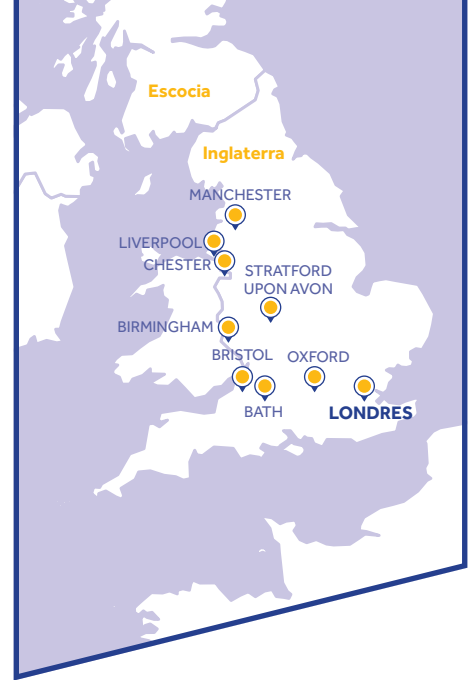 Escocia
Inglaterra
MANCHESTER
LIVERPOOL
CHESTER
STRATFORD
UPON AVON
BIRMINGHAM
BRISTOL
OXFORD
BATH
LONDRES